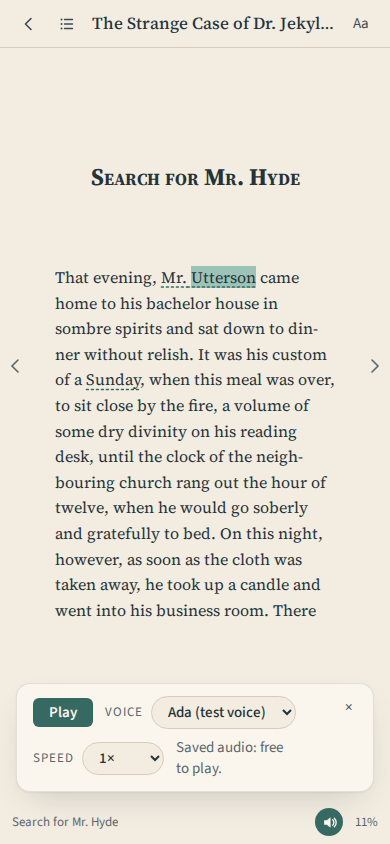 The Strange Case of Dr. Jekyl...
Aa
Search for Mr. Hyde
That evening, Mr. Utterson came
home to his bachelor house in
sombre spirits and sat down to din-
ner without relish. It was his custom
of a Sunday, when this meal was over,
to sit close by the fire, a volume of
some dry divinity on his reading
desk, until the clock of the neigh-
bouring church rang out the hour of
twelve, when he would go soberly
and gratefully to bed. On this night,
however, as soon as the cloth was
taken away, he took up a candle and
went into his business room. There
Play
VOICE
Ada (test voice)
×
SPEED
1×
Saved audio: free
to play.
Search for Mr. Hyde
11%